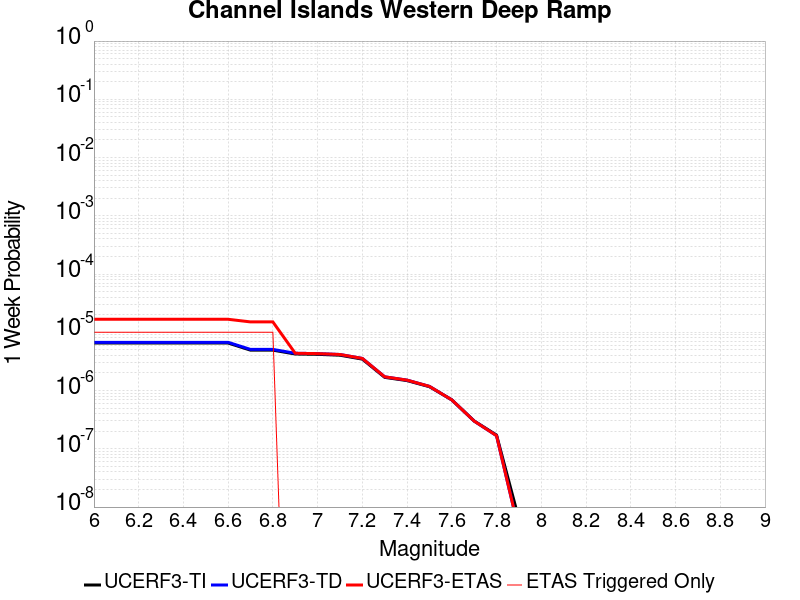 Channel Islands Western Deep Ramp
10^0
10^-1
10^-2
10^-3
10^-4
10^-5
10^-6
10^-7
10^-8
1 Week Probability
6 6.2 6.4 6.6 6.8 7 7.2 7.4 7.6 7.8 8 8.2 8.4 8.6 8.8 9
Magnitude
UCERF3-TI UCERF3-TD UCERF3-ETAS ETAS Triggered Only